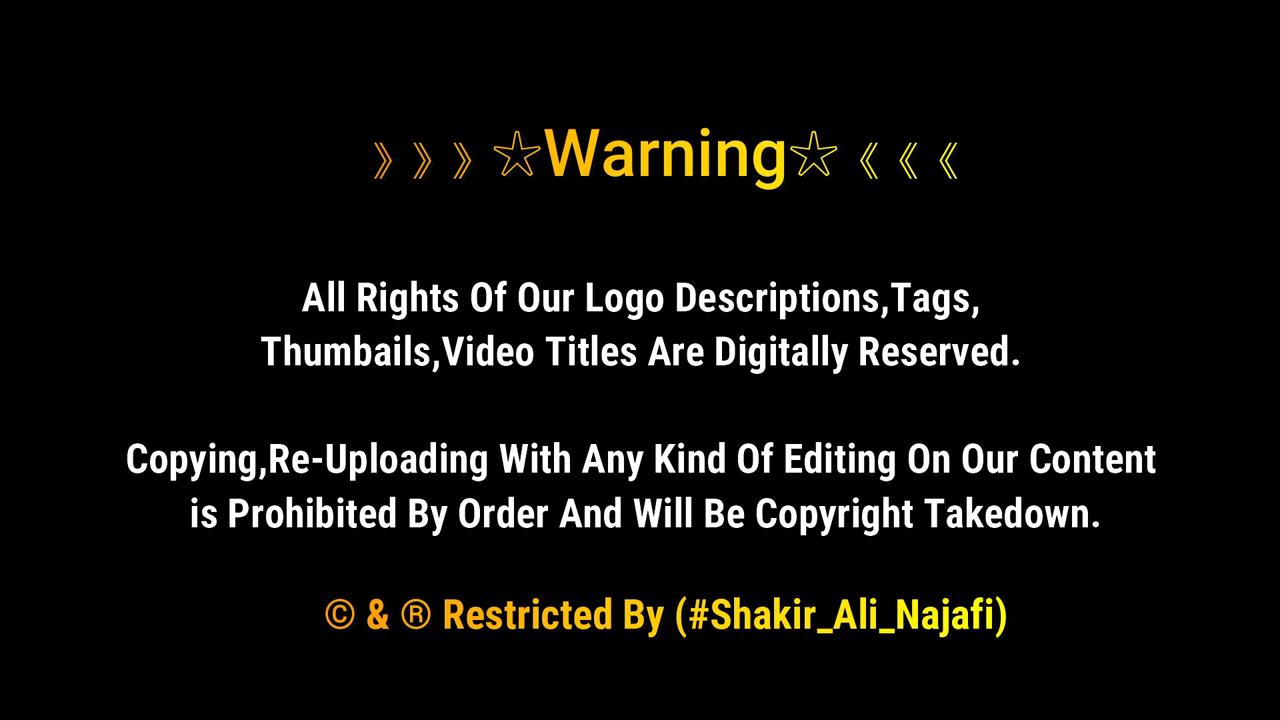 》》》☆Warning☆《《《
All Rights Of Our Logo Descriptions,Tags,
Thumbails,Video Titles Are Digitally Reserved.
Copying,Re-Uploading With Any Kind Of Editing On Our Content
is Prohibited By Order And Will Be Copyright Takedown.
© & ® Restricted By (#Shakir_Ali_Najafi)